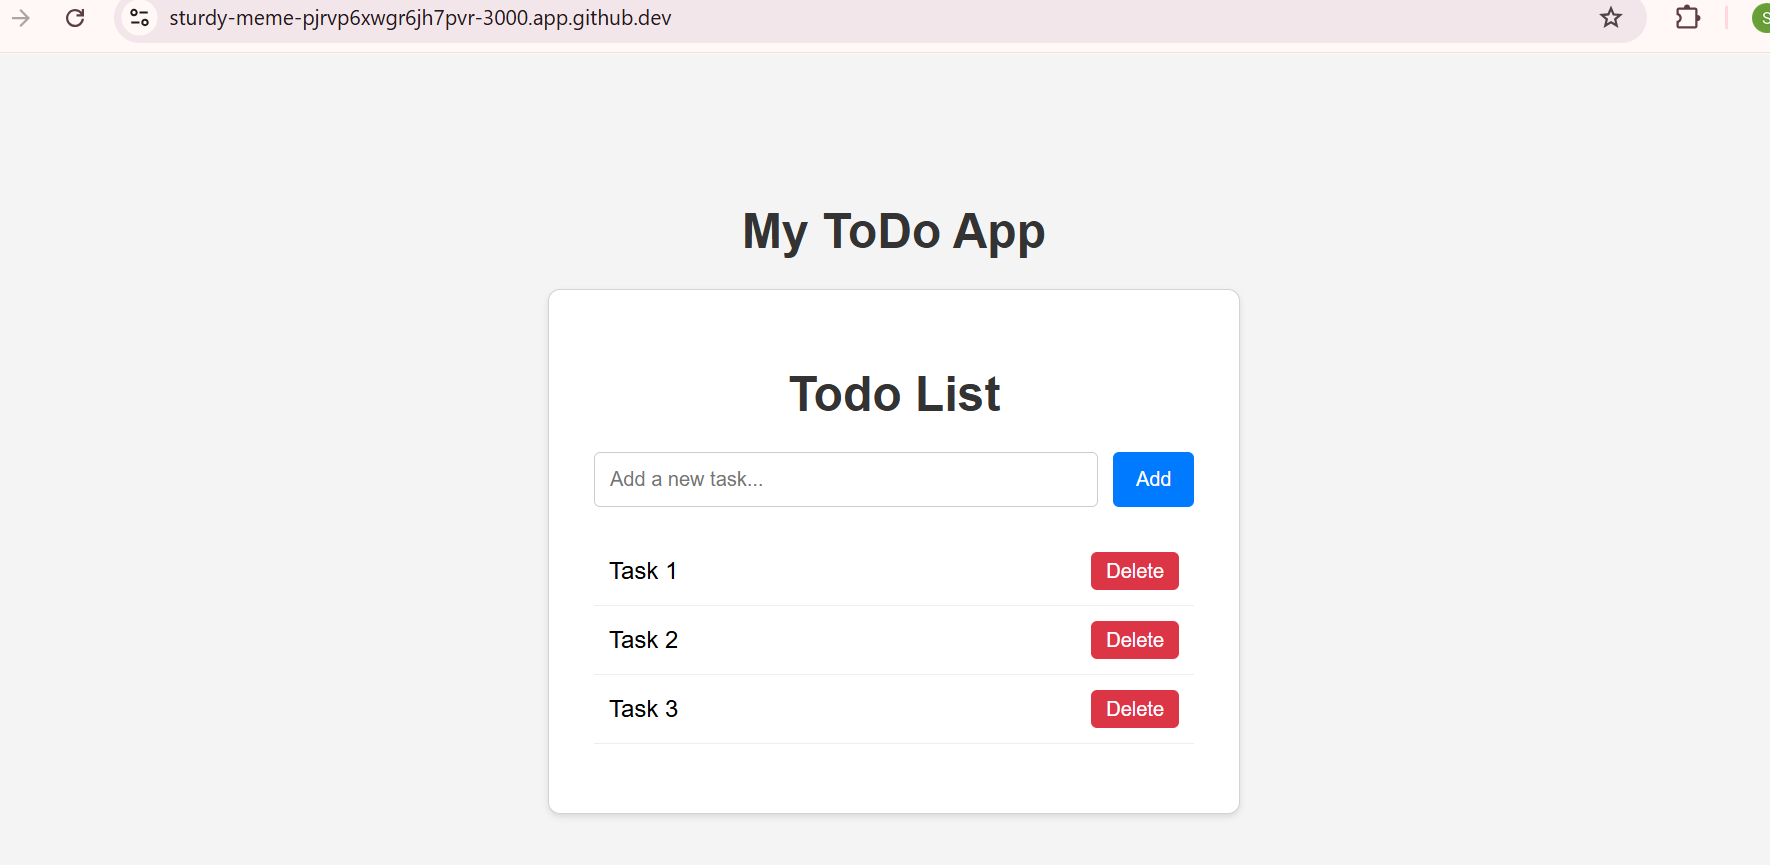 sturdy-meme-pjrvp6xwgr6jh7pvr-3000.app.github.dev
S
My ToDo App
Todo List
Add a new task...
Add
Task 1
Delete
Task 2
Delete
Task 3
Delete